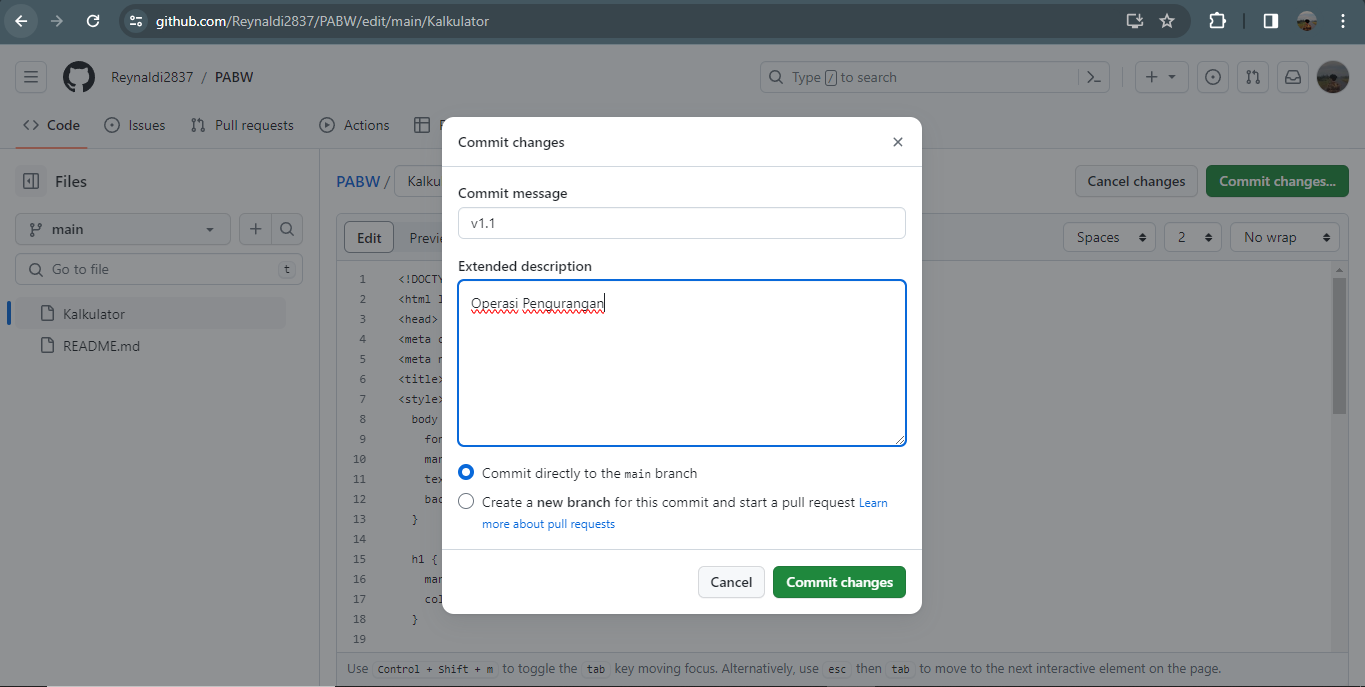 github.com/Reynaldi2837/PABW/edit/main/Kalkulator
Reynaldi2837 / PABW
Type / to search
Code Issues Pull requests Actions
Commit changes
Files
PABW / Kalku
Cancel changes Commit changes...
Commit message
v1.1
main
Edit Previe
Spaces 2 No wrap
Go to file t
Extended description
Operasi Pengurangan
Kalkulator
README.md
1 <!DOCTY
2 <html l
3 <head>
4 <meta c
5 <meta n
6 <title>
7 <style>
8 body
9 for
10 mar
11 tex
12 bac
13 }
14
15 h1 {
16 mar
17 col
18 }
19
Commit directly to the main branch
Create a new branch for this commit and start a pull request Learn
more about pull requests
Cancel Commit changes
Use Control + Shift + m to toggle the tab key moving focus. Alternatively, use esc then tab to move to the next interactive element on the page.